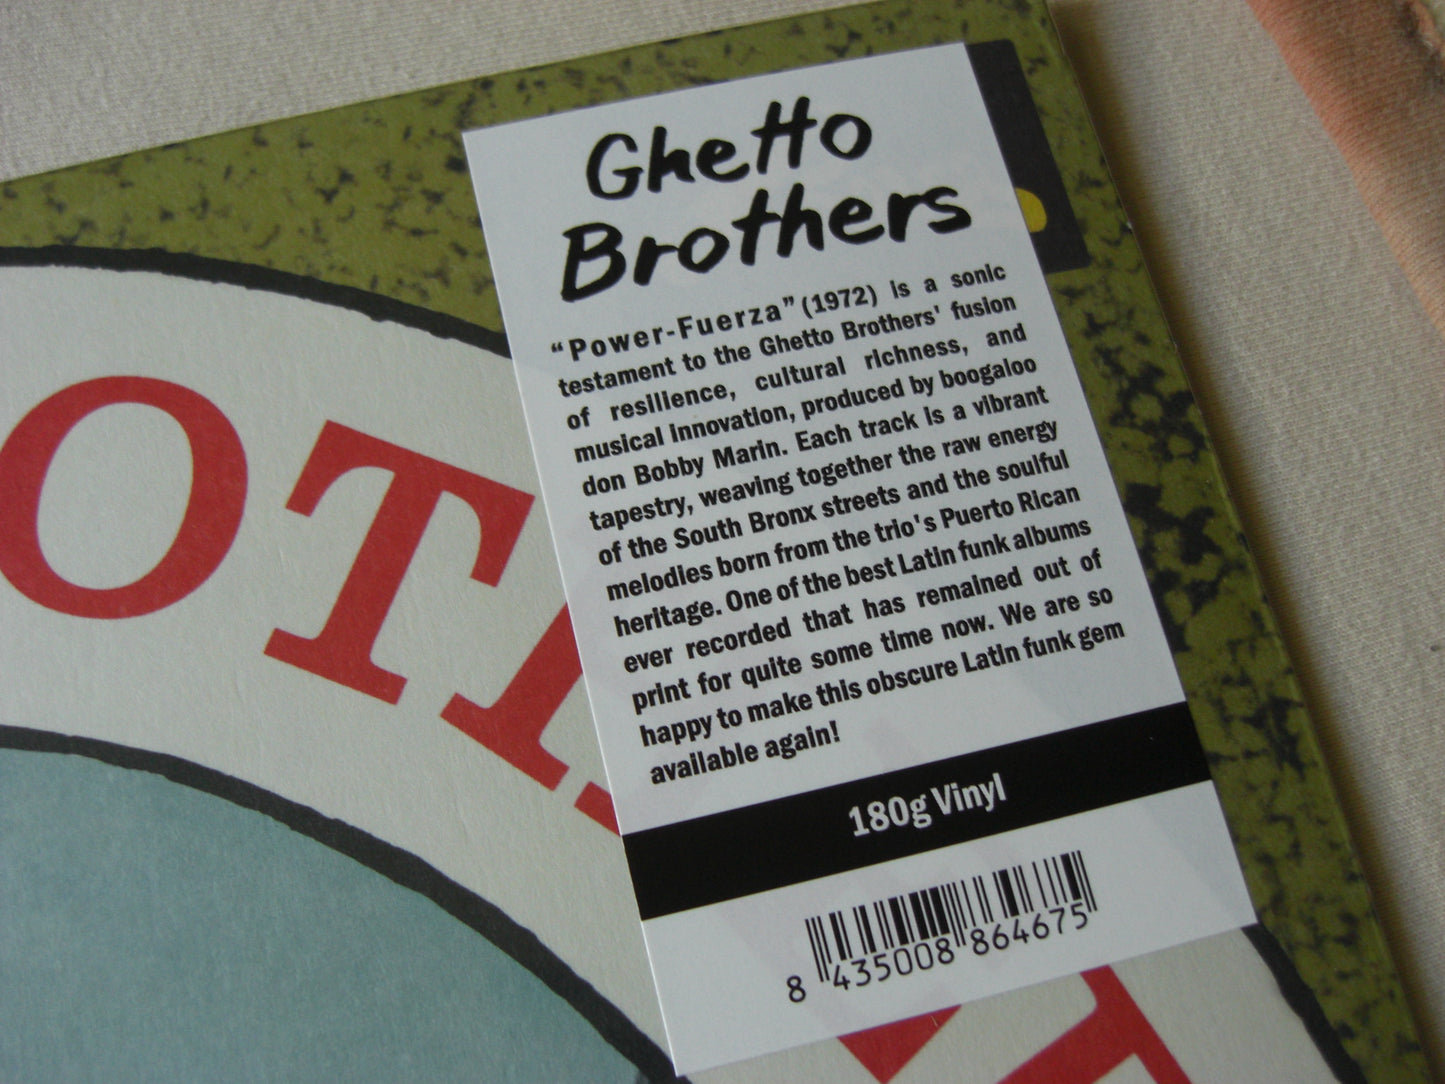 Ghetto
Brothers
“Power-Fuerza” (1972) is a sonic
testament to the Ghetto Brothers' fusion
of resilience, cultural richness, and
musical innovation, produced by boogaloo
don Bobby Marin. Each track is a vibrant
tapestry, weaving together the raw energy
of the South Bronx streets and the soulful
melodies born from the trio's Puerto Rican
heritage. One of the best Latin funk albums
ever recorded that has remained out of
print for quite some time now. We are so
happy to make this obscure Latin funk gem
available again!
180g Vinyl
8 435008 864675
OT